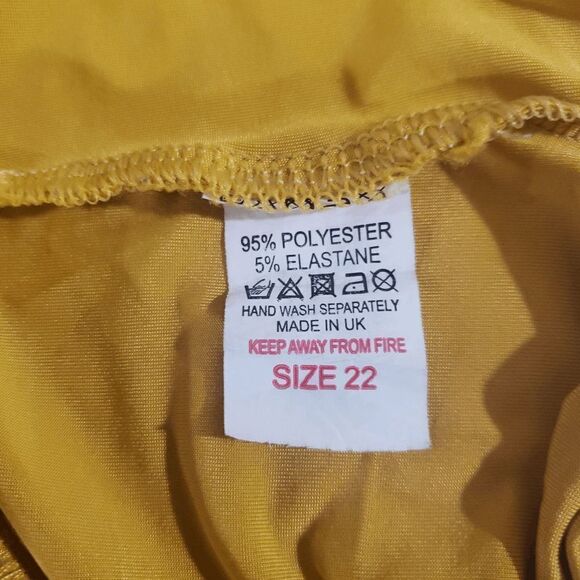 95% POLYESTER
5% ELASTANE
HAND WASH SEPARATELY
MADE IN UK
KEEP AWAY FROM FIRE
SIZE 22